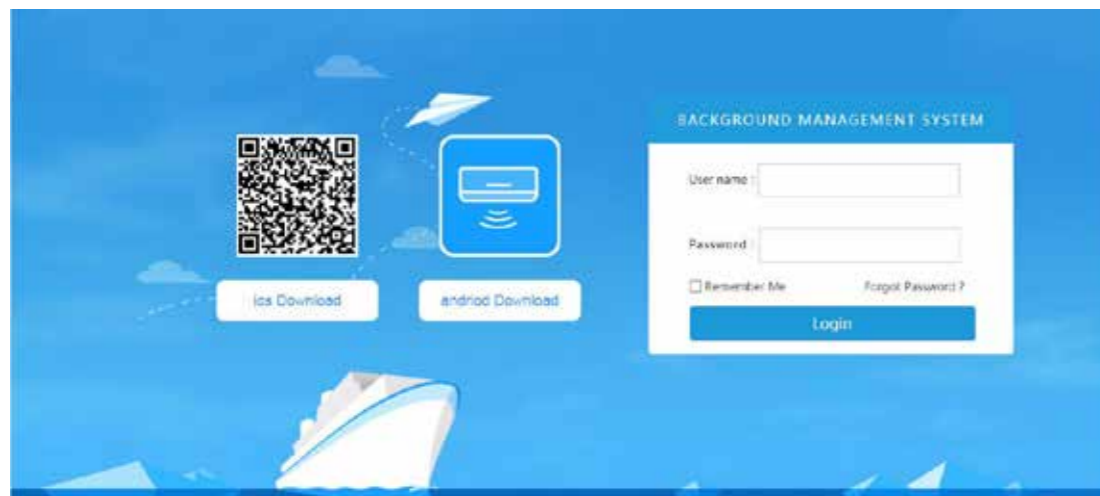 BACKGROUND MANAGEMENT SYSTEM
User name :
Password
Remember Me
Forgot Password ?
Login
ios Download
andriod Download